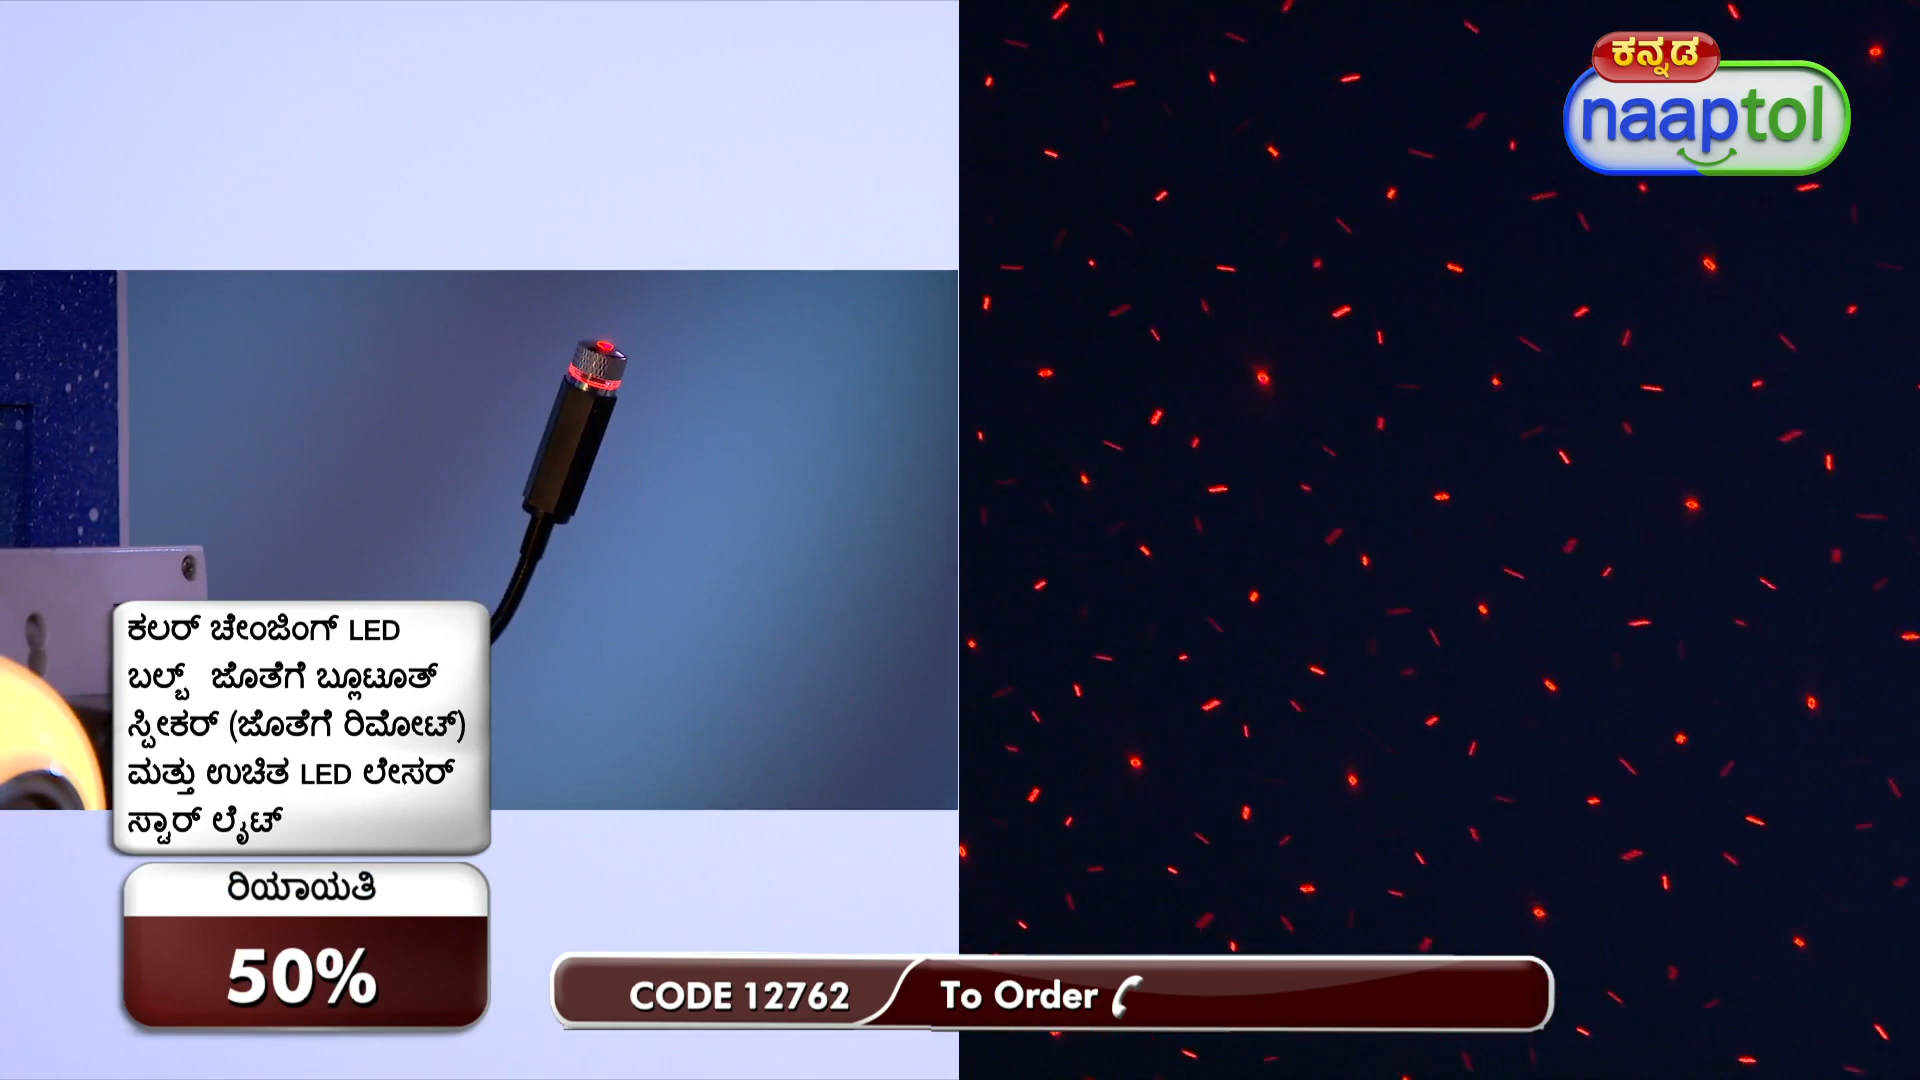 ಕನ್ನಡ
naaptol
ಕಲರ್ ಚೇಂಜಿಂಗ್ LED
ಬಲ್ಬ್ ಜೊತೆಗೆ ಬ್ಲೂಟೂತ್
ಸ್ಪೀಕರ್ (ಜೊತೆಗೆ ರಿಮೋಟ್)
ಮತ್ತು ಉಚಿತ LED ಲೇಸರ್
ಸ್ಟಾರ್ ಲೈಟ್
ರಿಯಾಯತಿ
50%
CODE 12762 To Order